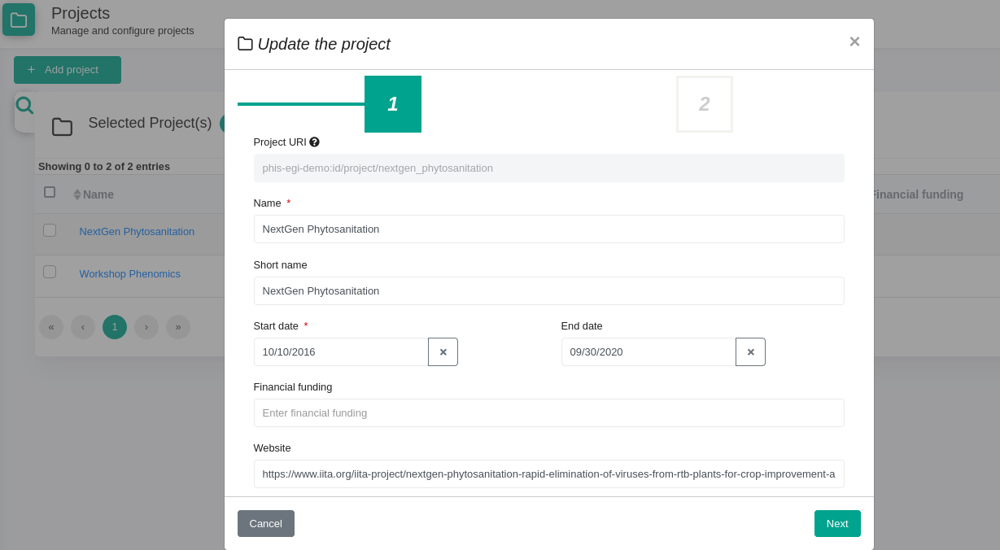 Projects
Manage and configure projects
+ Add project
Selected Project(s)
Showing 0 to 2 of 2 entries
Name
Financial funding
NextGen Phytosanitation
Workshop Phenomics
« ‹ 1 › »
Update the project
×
1
2
Project URI
phis-egi-demo:id/project/nextgen_phytosanitation
Name *
NextGen Phytosanitation
Short name
NextGen Phytosanitation
Start date *
End date
10/10/2016
09/30/2020
Financial funding
Enter financial funding
Website
https://www.iita.org/iita-project/nextgen-phytosanitation-rapid-elimination-of-viruses-from-rtb-plants-for-crop-improvement-a
Cancel
Next